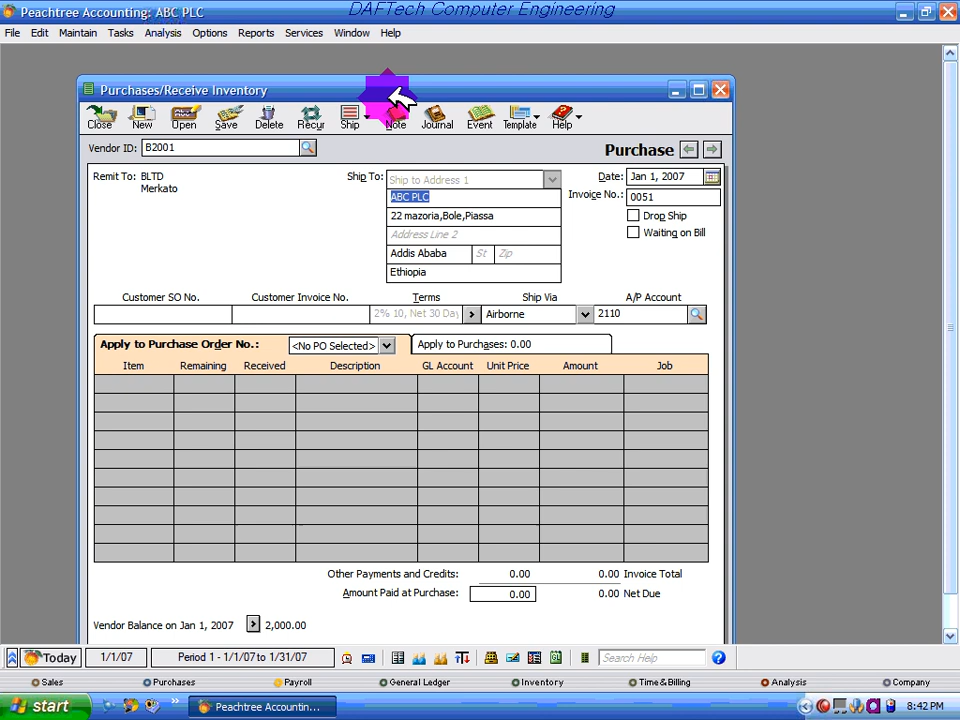 Peachtree Accounting: ABC PLC
DAFTech Computer Engineering
File Edit Maintain Tasks Analysis Options Reports Services Window Help
Purchases/Receive Inventory
Close New Open Save Delete Recur Ship Note Journal Event Template Help
Vendor ID: B2001
Purchase
Remit To: BLTD
Merkato
Ship To: Ship to Address 1
ABC PLC
22 mazoria,Bole,Piassa
Address Line 2
Addis Ababa St Zip
Ethiopia
Date: Jan 1, 2007
Invoice No.: 0051
Drop Ship
Waiting on Bill
Customer SO No. Customer Invoice No. Terms Ship Via A/P Account
2% 10, Net 30 Day Airborne 2110
Apply to Purchase Order No.: <No PO Selected> Apply to Purchases: 0.00
Item Remaining Received Description GL Account Unit Price Amount Job
Other Payments and Credits: 0.00 0.00 Invoice Total
Amount Paid at Purchase: 0.00 0.00 Net Due
Vendor Balance on Jan 1, 2007 2,000.00
Today 1/1/07 Period 1 - 1/1/07 to 1/31/07 Search Help
Sales Purchases Payroll General Ledger Inventory Time & Billing Analysis Company
start Peachtree Accountin... 8:42 PM